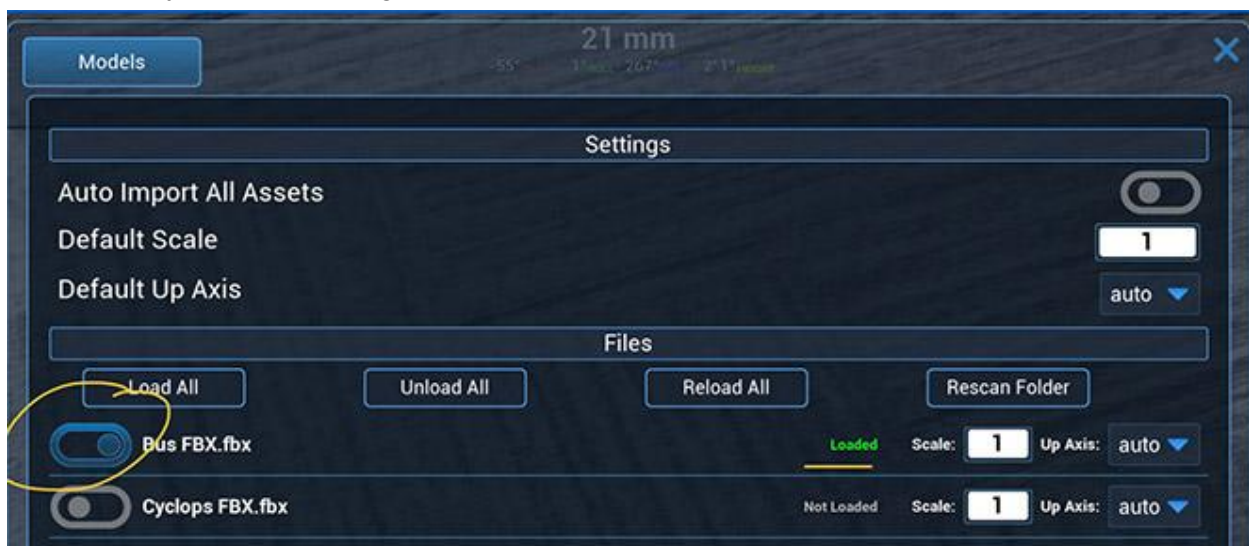 21 mm
Models
-55°
267°
Settings
Auto Import All Assets
Default Scale 1
Default Up Axis auto
Files
Load All Unload All Reload All Rescan Folder
Bus FBX.fbx Loaded Scale: 1 Up Axis: auto
Cyclops FBX.fbx Not Loaded Scale: 1 Up Axis: auto